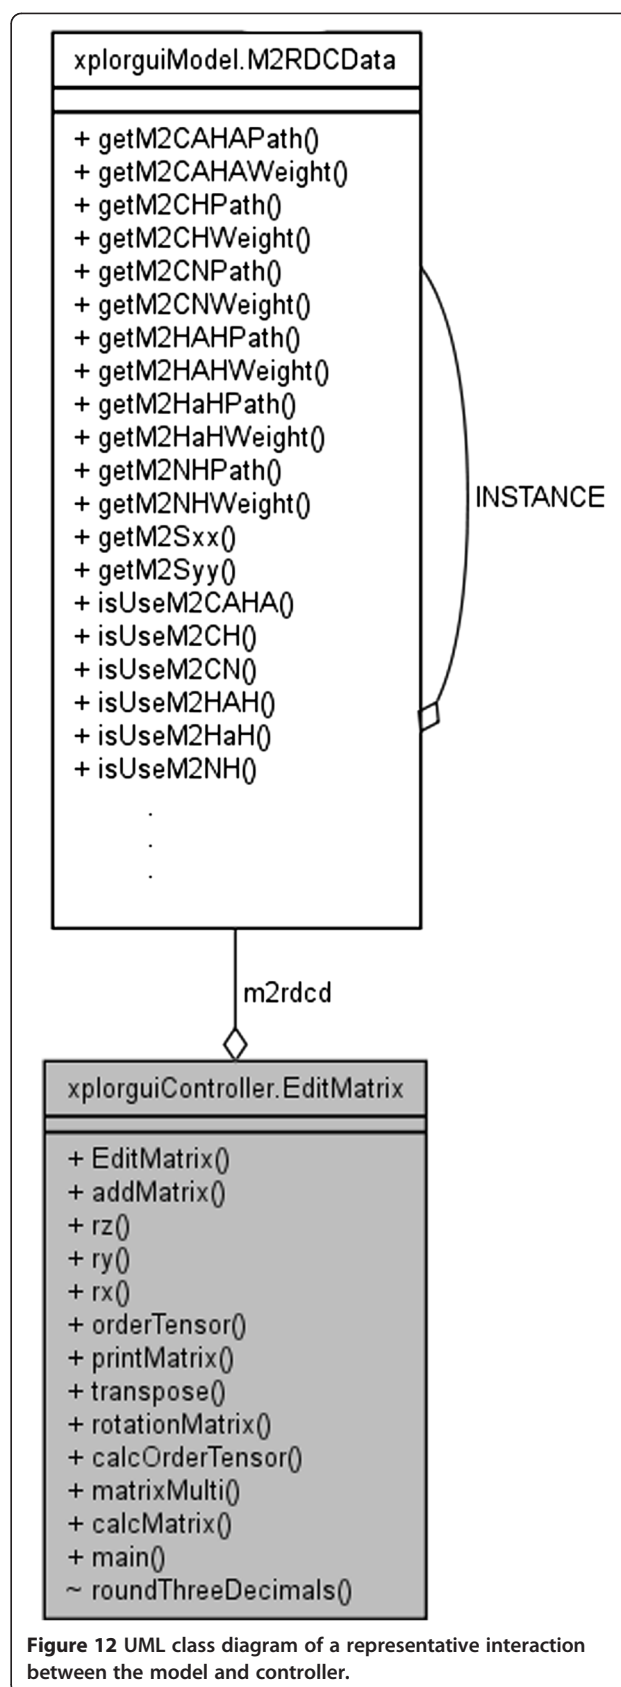 xplorguiModel.M2RDCData
+ getM2CAHAPath()
+ getM2CAHAWeight()
+ getM2CHPath()
+ getM2CHWeight()
+ getM2CNPath()
+ getM2CNWeight()
+ getM2HAHPath()
+ getM2HAHWeight()
+ getM2HaHPath()
+ getM2HaHWeight()
+ getM2NHPath()
+ getM2NHWeight()
+ getM2Sxx()
+ getM2Syy()
+ isUseM2CAHA()
+ isUseM2CH()
+ isUseM2CN()
+ isUseM2HAH()
+ isUseM2HaH()
+ isUseM2NH()
.
.
.
INSTANCE
m2rdcd
xplorguiController.EditMatrix
+ EditMatrix()
+ addMatrix()
+ rz()
+ ry()
+ rx()
+ orderTensor()
+ printMatrix()
+ transpose()
+ rotationMatrix()
+ calcOrderTensor()
+ matrixMulti()
+ calcMatrix()
+ main()
~ roundThreeDecimals()
Figure 12 UML class diagram of a representative interaction
between the model and controller.